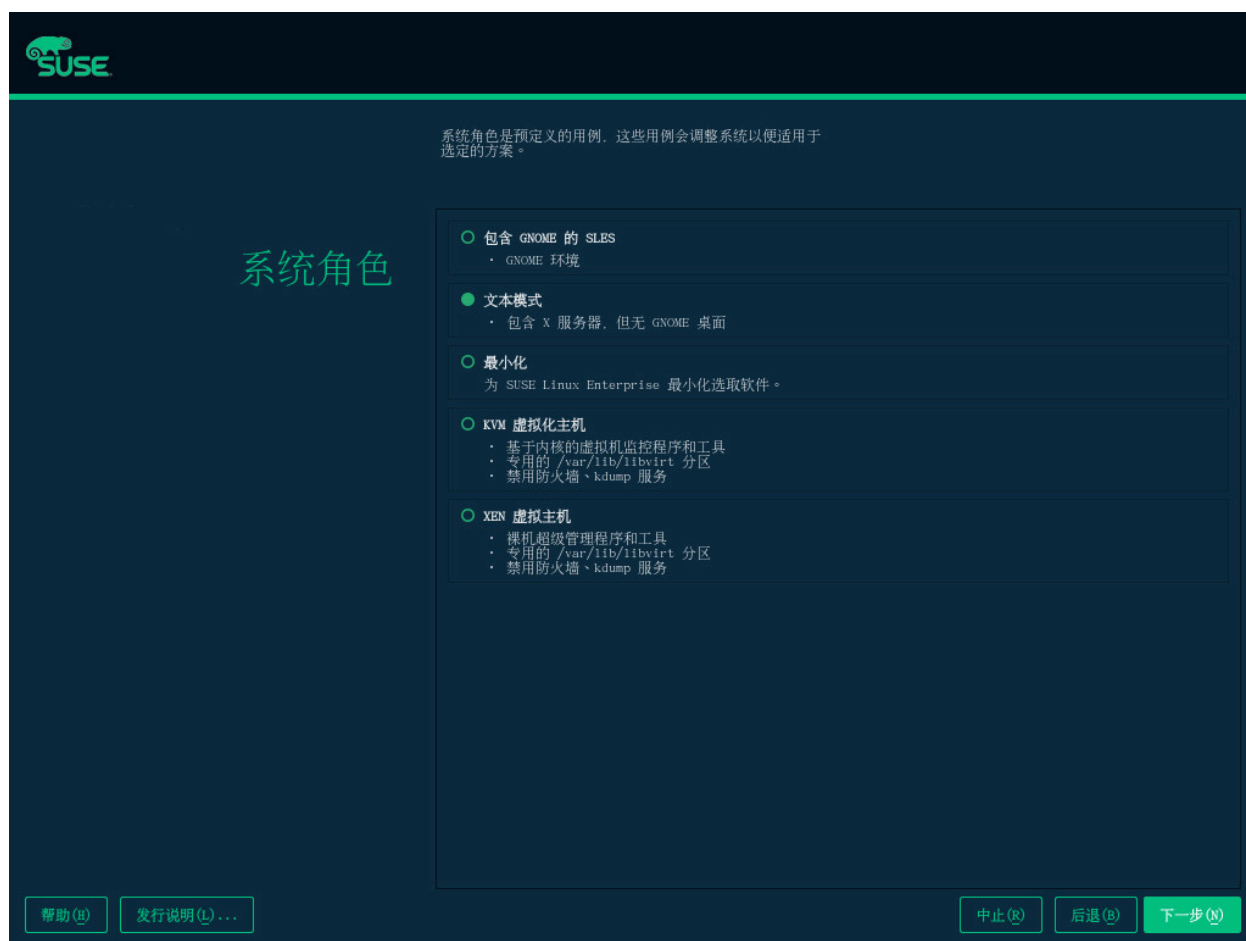 SUSE
系统角色是预定义的用例，这些用例会调整系统以便适用于
选定的方案。
系统角色
包含 GNOME 的 SLES
· GNOME 环境
文本模式
· 包含 X 服务器，但无 GNOME 桌面
最小化
为 SUSE Linux Enterprise 最小化选取软件。
KVM 虚拟化主机
· 基于内核的虚拟机监控程序和工具
· 专用的 /var/lib/libvirt 分区
· 禁用防火墙、kdump 服务
XEN 虚拟主机
· 裸机超级管理程序和工具
· 专用的 /var/lib/libvirt 分区
· 禁用防火墙、kdump 服务
帮助(H) 发行说明(L)... 中止(R) 后退(B) 下一步(N)